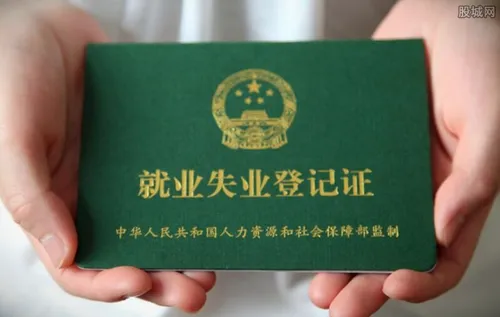 股城网
就业失业登记证
中华人民共和国人力资源和社会保障部监制